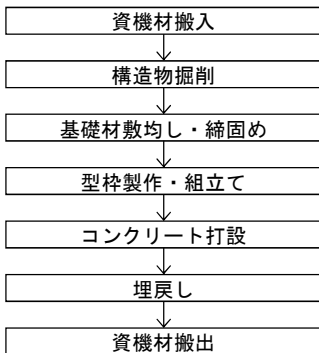 資機材搬入
構造物掘削
基礎材敷均し・締固め
型枠製作・組立て
コンクリート打設
埋戻し
資機材搬出